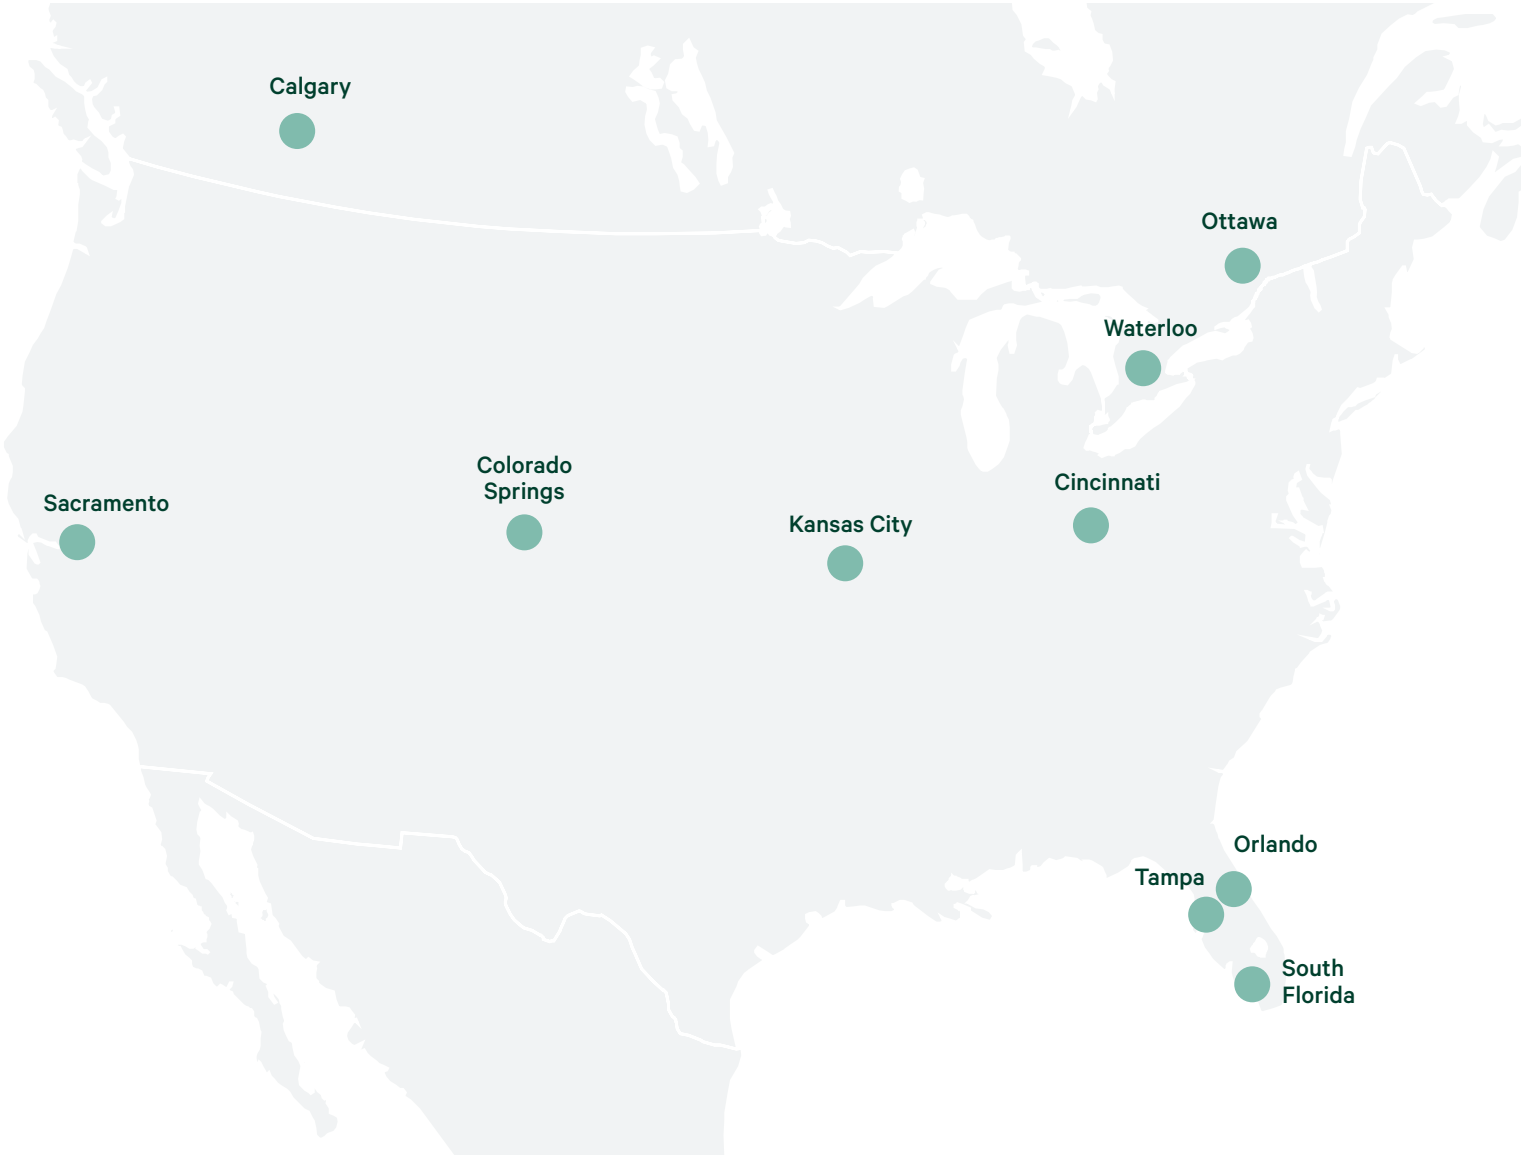 Calgary
Ottawa
Waterloo
Colorado
Springs
Cincinnati
Sacramento
Kansas City
Orlando
Tampa
South
Florida